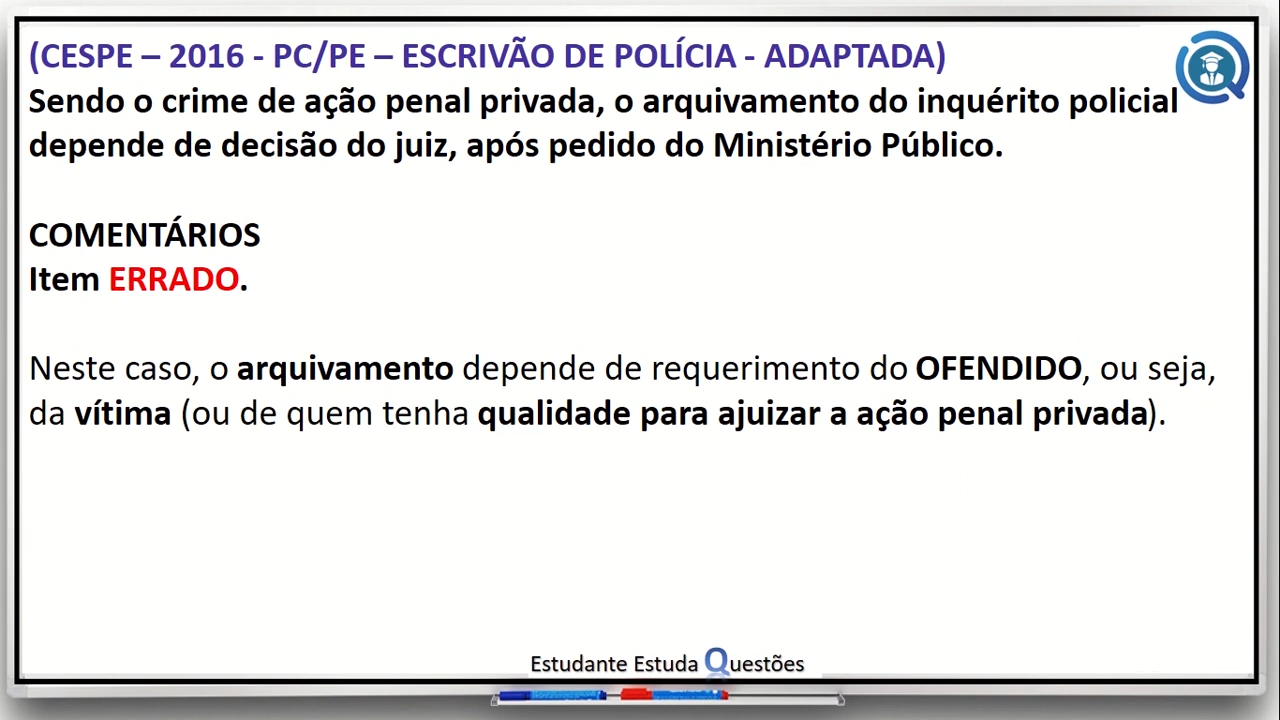 (CESPE – 2016 - PC/PE – ESCRIVÃO DE POLÍCIA - ADAPTADA)
Sendo o crime de ação penal privada, o arquivamento do inquérito policial
depende de decisão do juiz, após pedido do Ministério Público.
COMENTÁRIOS
Item ERRADO.
Neste caso, o arquivamento depende de requerimento do OFENDIDO, ou seja,
da vítima (ou de quem tenha qualidade para ajuizar a ação penal privada).
Estudante Estuda Questões